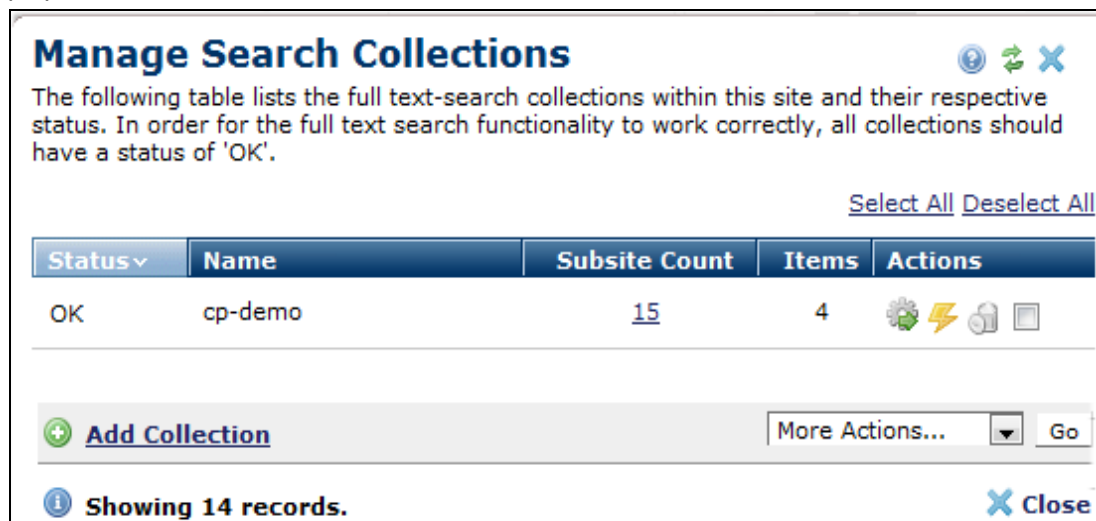 Manage Search Collections
The following table lists the full text-search collections within this site and their respective
status. In order for the full text search functionality to work correctly, all collections should
have a status of 'OK'.
Select All Deselect All
Status Name Subsite Count Items Actions
OK cp-demo 15 4
Add Collection More Actions... Go
Showing 14 records. Close